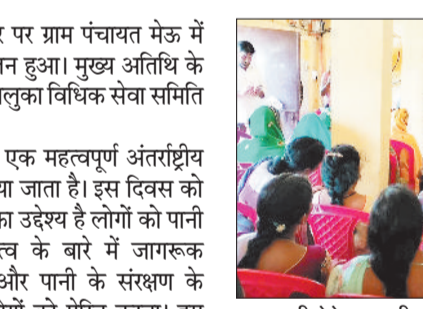 पर ग्राम पंचायत मेऊ में
हुआ। मुख्य अतिथि के
विधिक सेवा समिति
एक महत्वपूर्ण अंतर्राष्ट्रीय
जाता है। इस दिवस को
उद्देश्य है लोगों को पानी
के बारे में जागरूक
और पानी के संरक्षण के